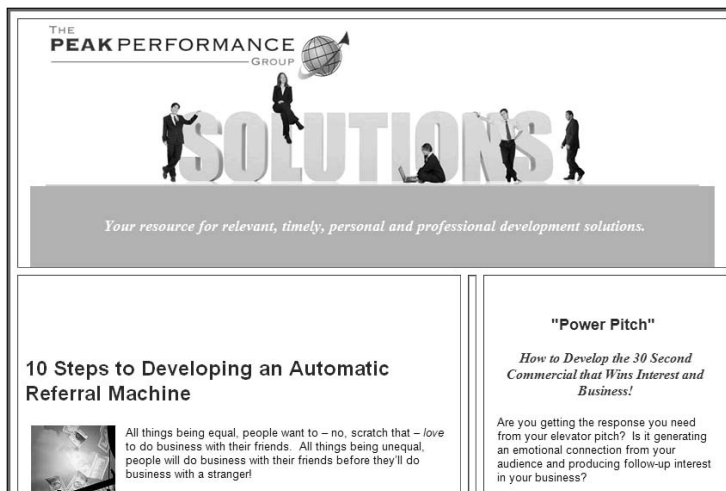 THE
PEAK PERFORMANCE
GROUP
SOLUTIONS
Your resource for relevant, timely, personal and professional development solutions.
10 Steps to Developing an Automatic
Referral Machine
All things being equal, people want to – no, scratch that – love
to do business with their friends.  All things being unequal,
people will do business with their friends before they'll do
business with a stranger!
"Power Pitch"
How to Develop the 30 Second
Commercial that Wins Interest and
Business!
Are you getting the response you need
from your elevator pitch?  Is it generating
an emotional connection from your
audience and producing follow-up interest
in your business?